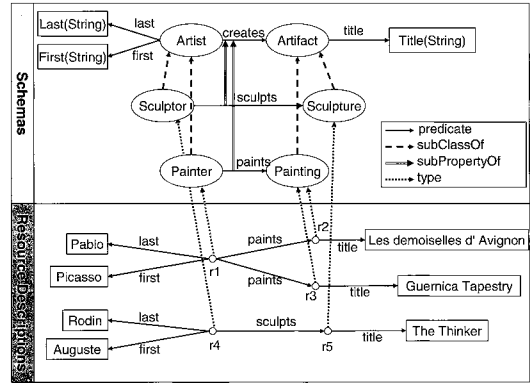 Last(String)
last
Artist
creates
Artifact
title
Title(String)
First(String)
first
Schemas
Sculptor
sculpts
Sculpture
predicate
subClassOf
subPropertyOf
type
Painter
paints
Painting
Resource Descriptions
Pablo
last
paints
r2
title
Les demoiselles d' Avignon
Picasso
first
r1
paints
r3
title
Guernica Tapestry
Rodin
last
sculpts
title
The Thinker
Auguste
first
r4
r5